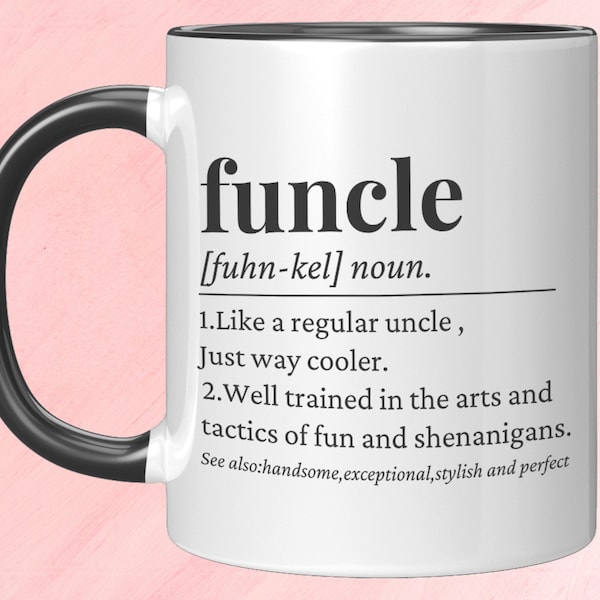 funcle
[fuhn-kel] noun.
1.Like a regular uncle ,
Just way cooler.
2.Well trained in the arts and
tactics of fun and shenanigans.
See also:handsome,exceptional,stylish and perfect